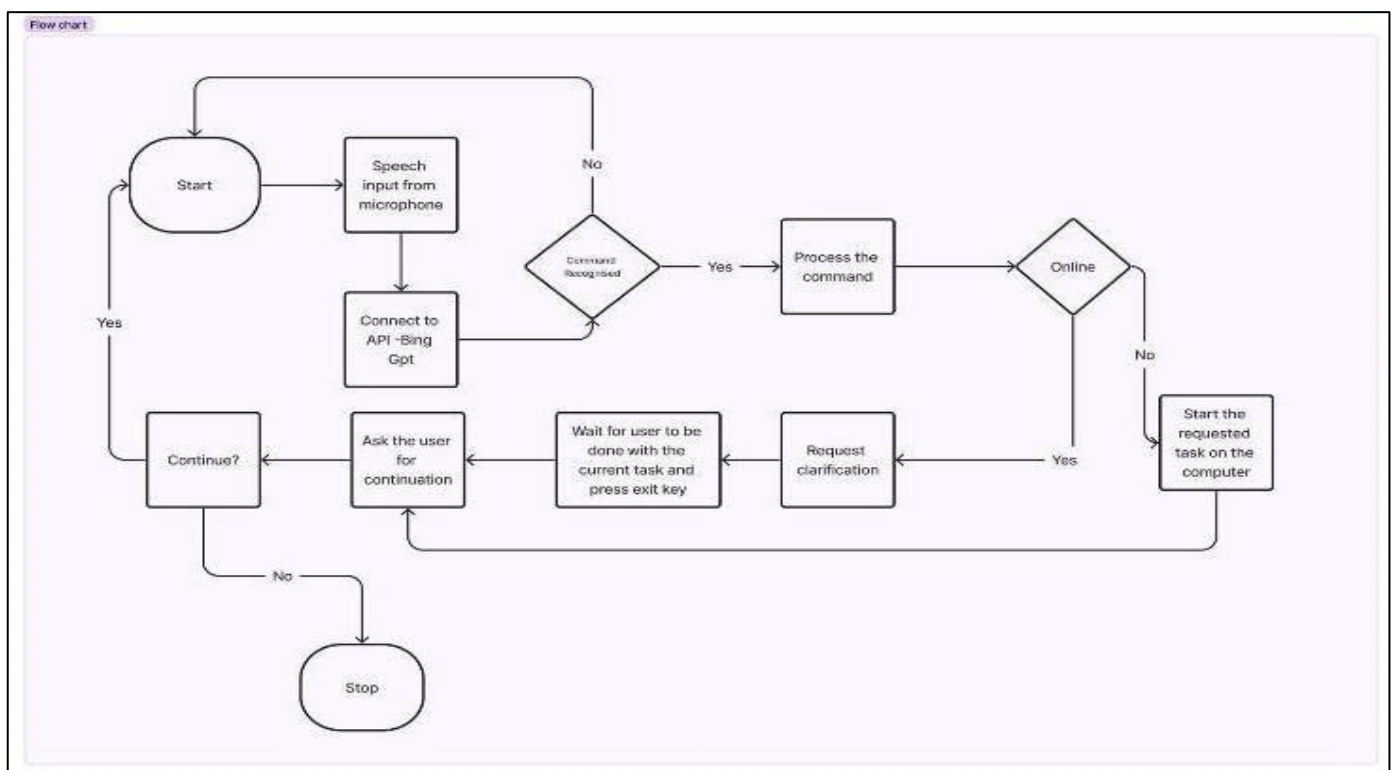 Flow chart
Start
Speech
input from
microphone
No
Command
Recognised
Yes
Process the
command
Online
Connect to
API -Bing
Gpt
Yes
No
Start the
requested
task on the
computer
Continue?
Ask the user
for
continuation
Wait for user to be
done with the
current task and
press exit key
Request
clarification
Yes
No
Stop